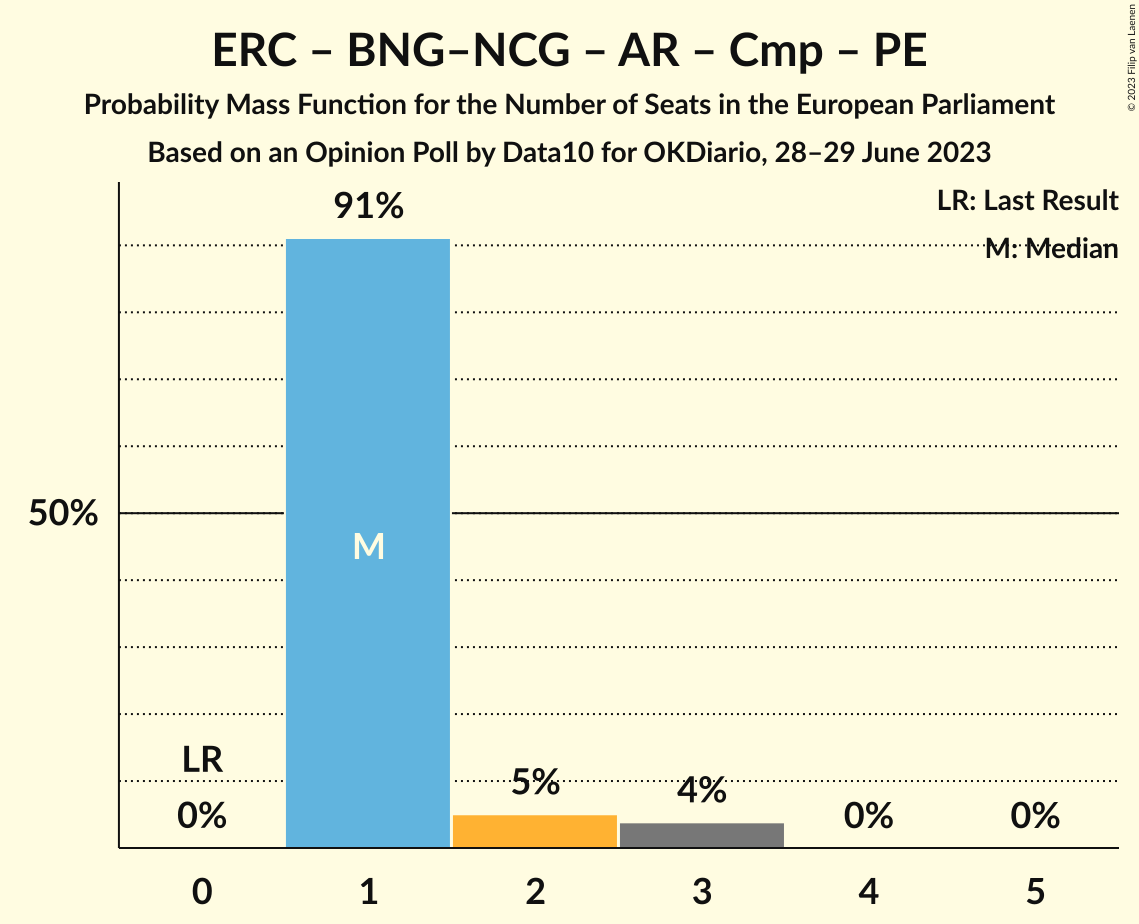 ERC – BNG–NCG – AR – Cmp – PE
Probability Mass Function for the Number of Seats in the European Parliament
Based on an Opinion Poll by Data10 for OKDiario, 28–29 June 2023
© 2023 Filip van Laenen
LR: Last Result
M: Median
91%
50%
M
LR
0%
5%
4%
0%
0%
0 1 2 3 4 5